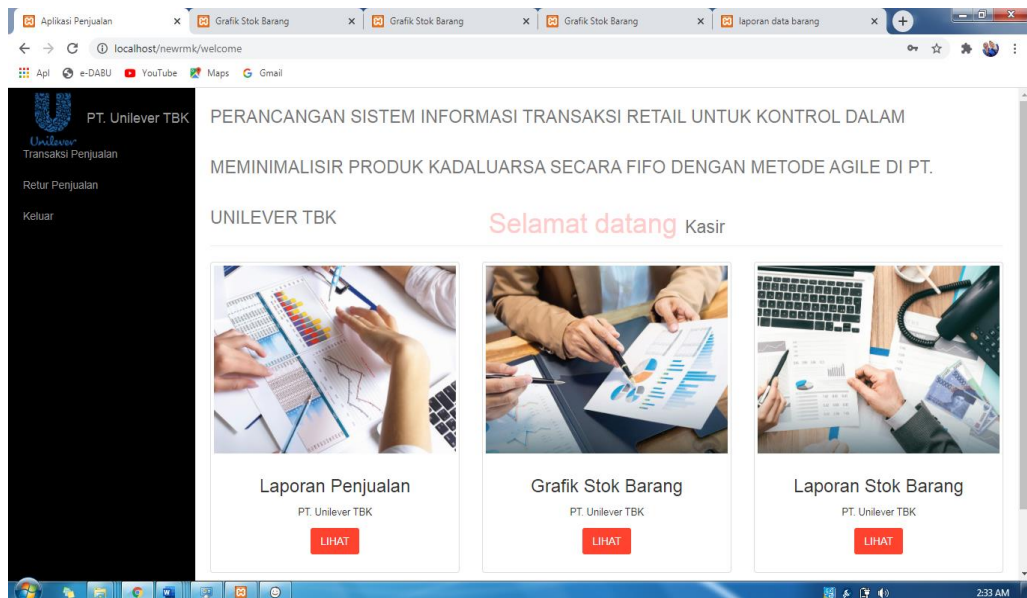 Aplikasi Penjualan
Grafik Stok Barang
Grafik Stok Barang
Grafik Stok Barang
laporan data barang
localhost/newrmk/welcome
Apl
e-DABU
YouTube
Maps
Gmail
Unilever
PT. Unilever TBK
Transaksi Penjualan
Retur Penjualan
Keluar
PERANCANGAN SISTEM INFORMASI TRANSAKSI RETAIL UNTUK KONTROL DALAM
MEMINIMALISIR PRODUK KADALUARSA SECARA FIFO DENGAN METODE AGILE DI PT.
UNILEVER TBK
Selamat datang Kasir
Laporan Penjualan
PT. Unilever TBK
LIHAT
Grafik Stok Barang
PT. Unilever TBK
LIHAT
Laporan Stok Barang
PT. Unilever TBK
LIHAT
2:33 AM